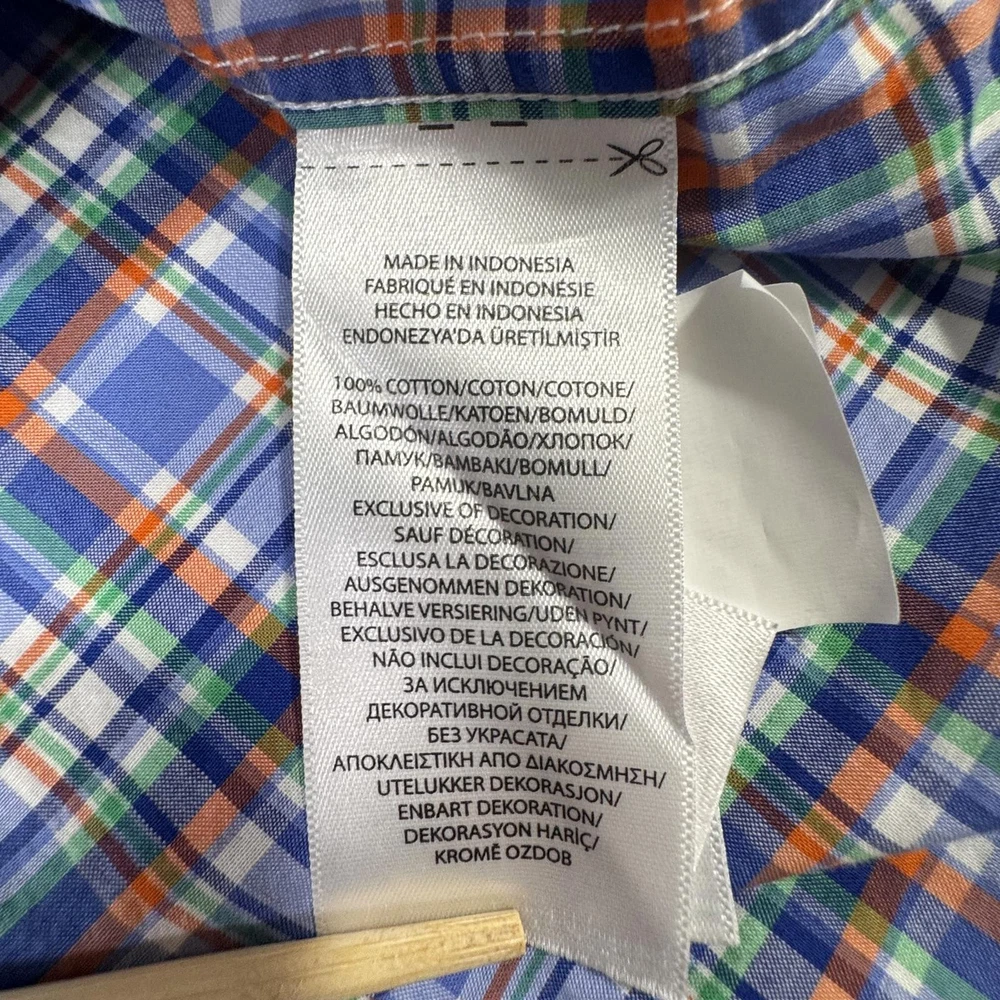 MADE IN INDONESIA
FABRIQUÉ EN INDONÉSIE
HECHO EN INDONESIA
ENDONEZYA'DA ÜRETİLMİŞTİR
100% COTTON/COTON/COTONE/
BAUMWOLLE/KATOEN/BOMULD/
ALGODÓN/ALGODÃO/ХЛОПОК/
ПАМУК/BAMBAKI/BOMULL/
PAMUK/BAVLNA
EXCLUSIVE OF DECORATION/
SAUF DÉCORATION/
ESCLUSA LA DECORAZIONE/
AUSGENOMMEN DEKORATION/
BEHALVE VERSIERING/UDEN PYNT/
EXCLUSIVO DE LA DECORACIÓN/
NÃO INCLUI DECORAÇÃO/
ЗА ИСКЛЮЧЕНИЕМ
ДЕКОРАТИВНОЙ ОТДЕЛКИ/
БЕЗ УКРАСАТА/
ΑΠΟΚΛΕΙΣΤΙΚΗ ΑΠΟ ΔΙΑΚΟΣΜΗΣΗ/
UTELUKKER DEKORASJON/
ENBART DEKORATION/
DEKORASYON HARİÇ/
KROMĚ OZDOB